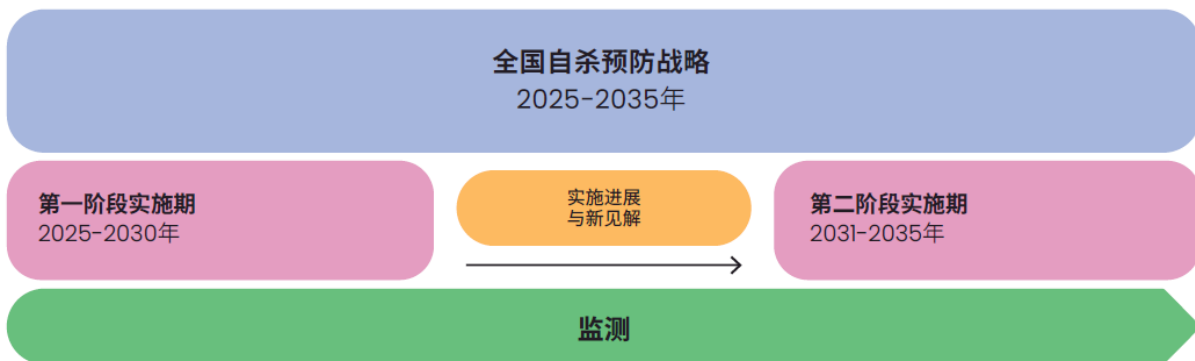 全国自杀预防战略
2025-2035年
第一阶段实施期
2025-2030年
实施进展
与新见解
第二阶段实施期
2031-2035年
监测